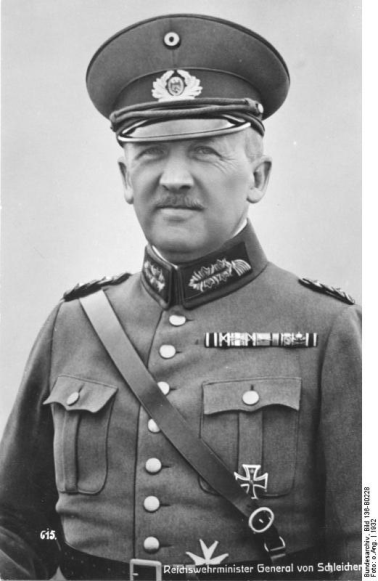 615.
Reichswehrminister General von Schleicher
Bundesarchiv, Bild 136-B0228
Foto: o.Ang. | 1932